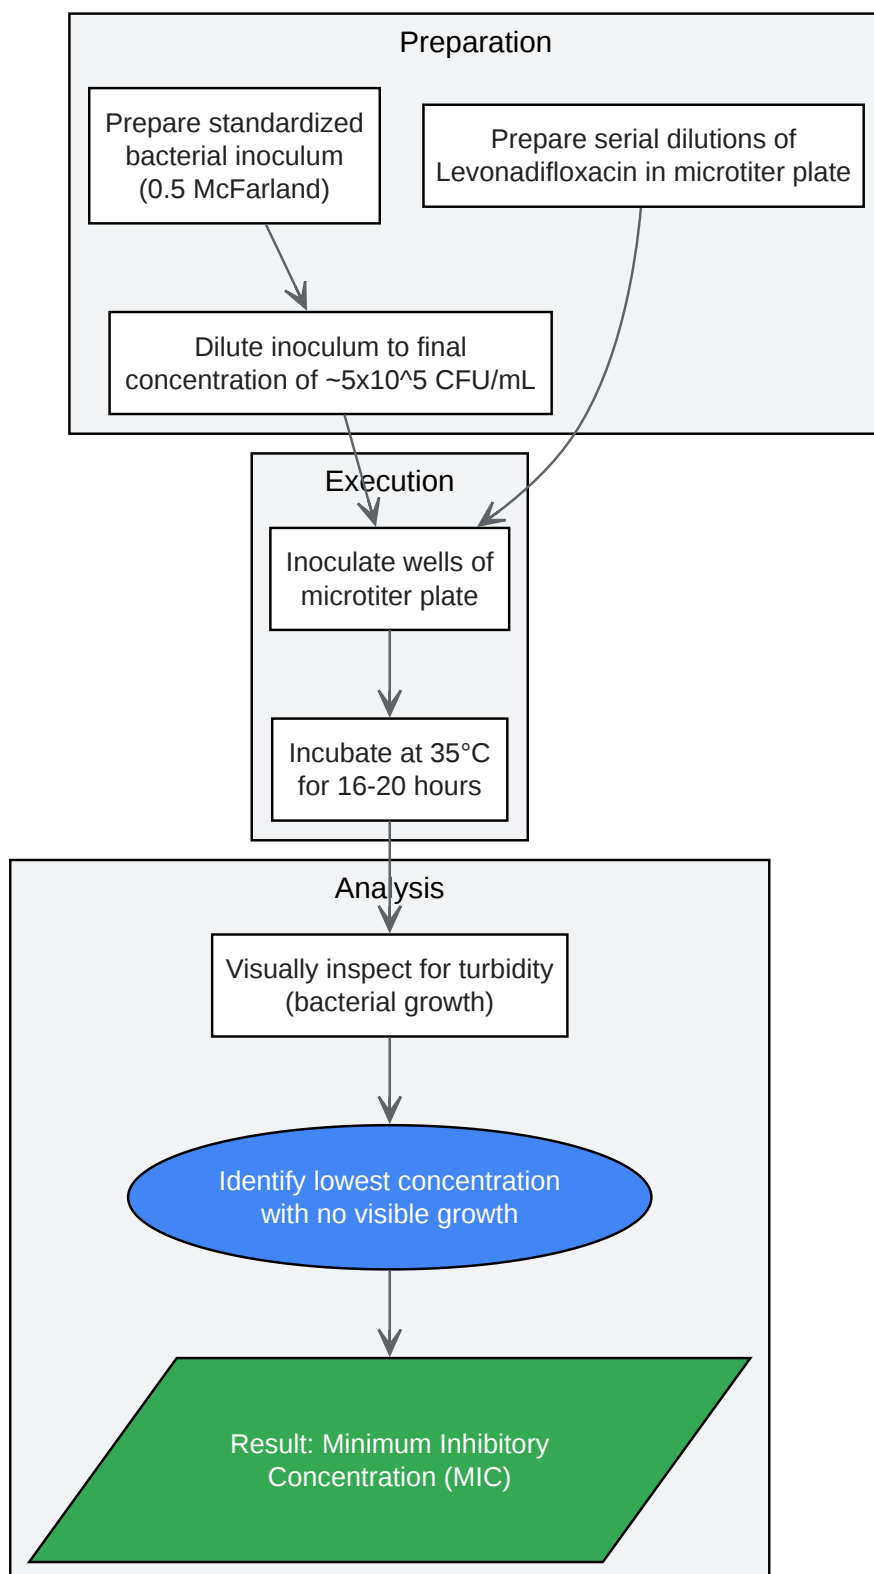 Preparation
Prepare standardized
bacterial inoculum
(0.5 McFarland)
Prepare serial dilutions of
Levonadifloxacin in microtiter plate
Dilute inoculum to final
concentration of ~5x10^5 CFU/mL
Execution
Inoculate wells of
microtiter plate
Incubate at 35°C
for 16-20 hours
Analysis
Visually inspect for turbidity
(bacterial growth)
Identify lowest concentration
with no visible growth
Result: Minimum Inhibitory
Concentration (MIC)